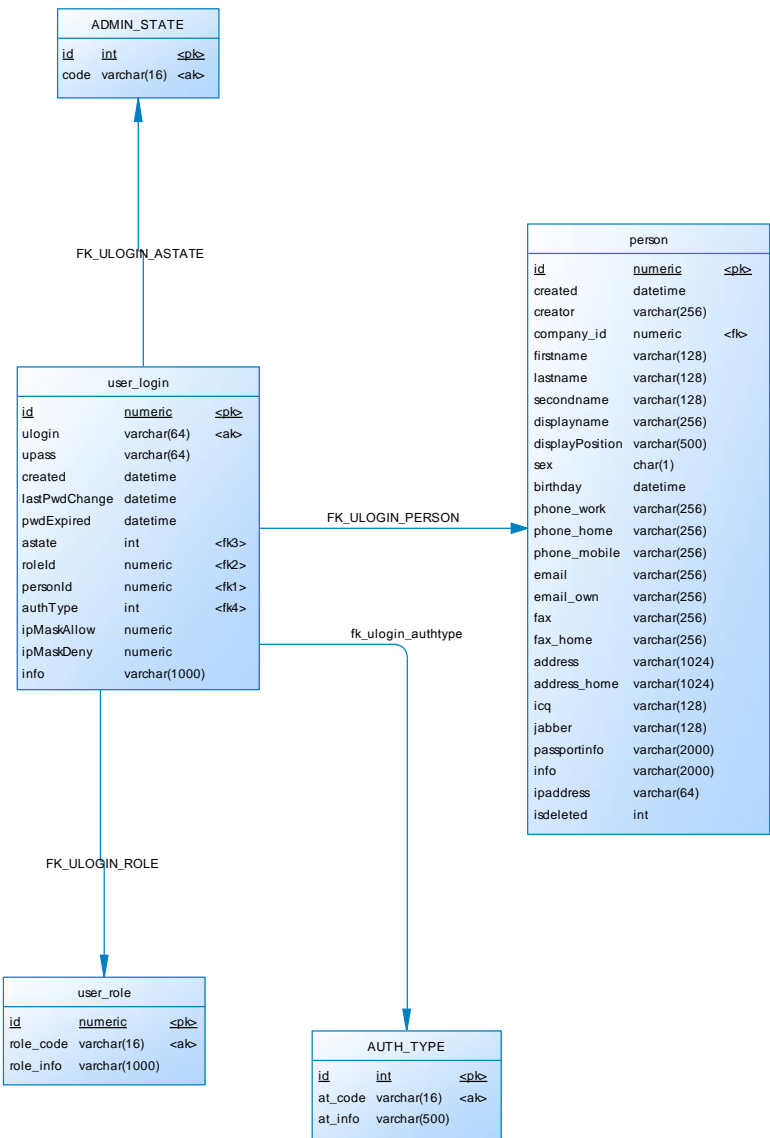 ADMIN_STATE
id int <pk>
code varchar(16) <ak>
FK_ULOGIN_ASTATE
person
id numeric <pk>
created datetime
creator varchar(256)
company_id numeric <fk>
firstname varchar(128)
lastname varchar(128)
secondname varchar(128)
displayname varchar(256)
displayPosition varchar(500)
sex char(1)
birthday datetime
phone_work varchar(256)
phone_home varchar(256)
phone_mobile varchar(256)
email varchar(256)
email_own varchar(256)
fax varchar(256)
fax_home varchar(256)
address varchar(1024)
address_home varchar(1024)
icq varchar(128)
jabber varchar(128)
passportinfo varchar(2000)
info varchar(2000)
ipaddress varchar(64)
isdeleted int
user_login
id numeric <pk>
ulogin varchar(64) <ak>
upass varchar(64)
created datetime
lastPwdChange datetime
pwdExpired datetime
astate int <fk3>
roleId numeric <fk2>
personId numeric <fk1>
authType int <fk4>
ipMaskAllow numeric
ipMaskDeny numeric
info varchar(1000)
FK_ULOGIN_PERSON
fk_ulogin_authtype
FK_ULOGIN_ROLE
user_role
id numeric <pk>
role_code varchar(16) <ak>
role_info varchar(1000)
AUTH_TYPE
id int <pk>
at_code varchar(16) <ak>
at_info varchar(500)